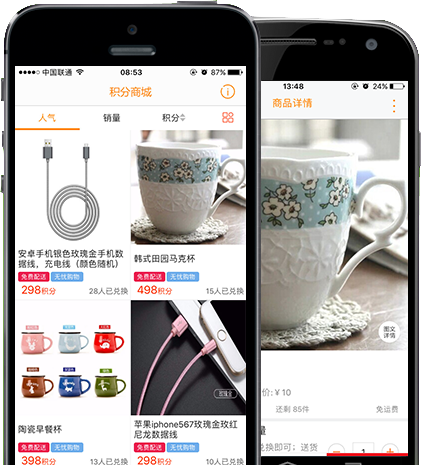 中国联通
08:53
87%
积分商城
人气
销量
积分
安卓手机银色玫瑰金手机数
据线，充电线（颜色随机）
免费配送 无忧购物
298积分
28人已兑换
韩式田园马克杯
免费配送 无忧购物
498积分
15人已兑换
陶瓷早餐杯
免费配送 无忧购物
398积分
13人已兑换
玫瑰金
苹果iphone567玫瑰金玫红
尼龙数据线
免费配送 无忧购物
298积分
10人已兑换
13:48
24%
商品详情
图文
详情
价: ¥ 10
还剩 85件
免运费
量
兑换即可; 送货
1